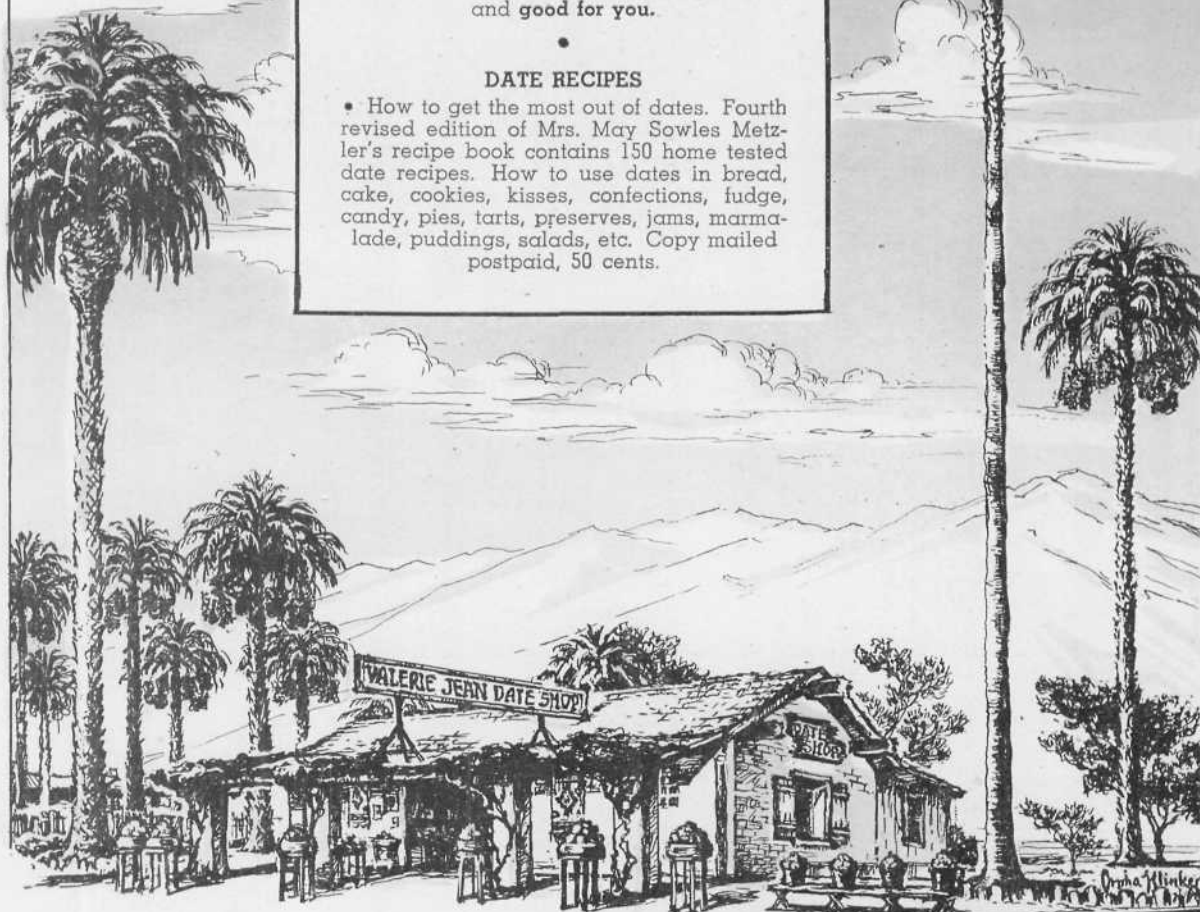 and good for you.
•
DATE RECIPES
• How to get the most out of dates. Fourth
revised edition of Mrs. May Sowles Metz-
ler's recipe book contains 150 home tested
date recipes. How to use dates in bread,
cake, cookies, kisses, confections, fudge,
candy, pies, tarts, preserves, jams, marma-
lade, puddings, salads, etc. Copy mailed
postpaid, 50 cents.
VALERIE JEAN DATE SHOP
DATE
SHOP
Orpha Klinker